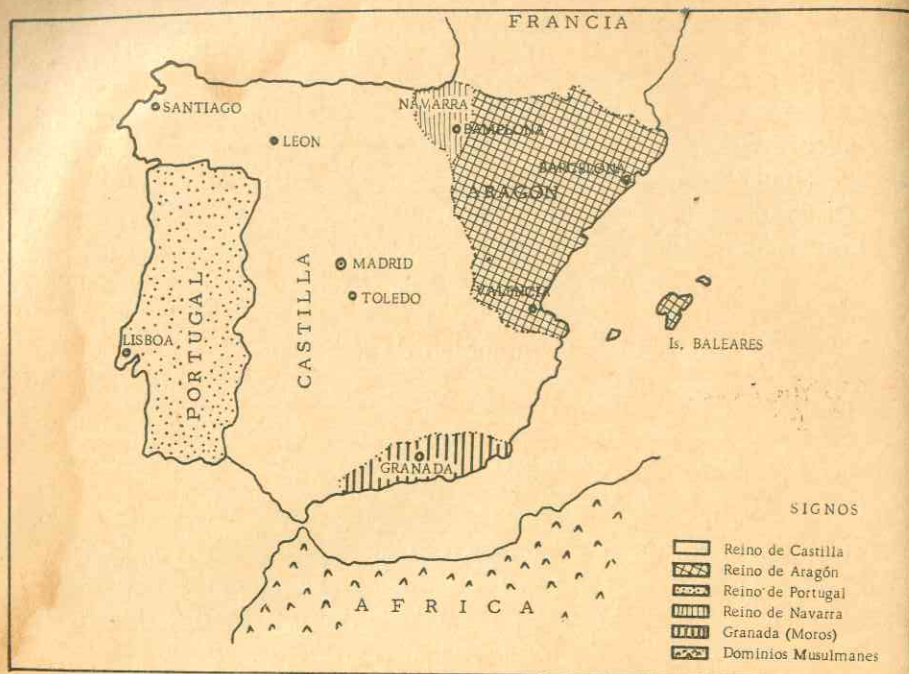 FRANCIA
NAVARRA
SANTIAGO
PAMPLONA
LEON
BARCELONA
ARAGÓN
MADRID
CASTILLA
TOLEDO
VALENCIA
PORTUGAL
LISBOA
Is, BALEARES
GRANADA
AFRICA
SIGNOS
Reino de Castilla
Reino de Aragón
Reino de Portugal
Reino de Navarra
Granada (Moros)
Dominios Musulmanes